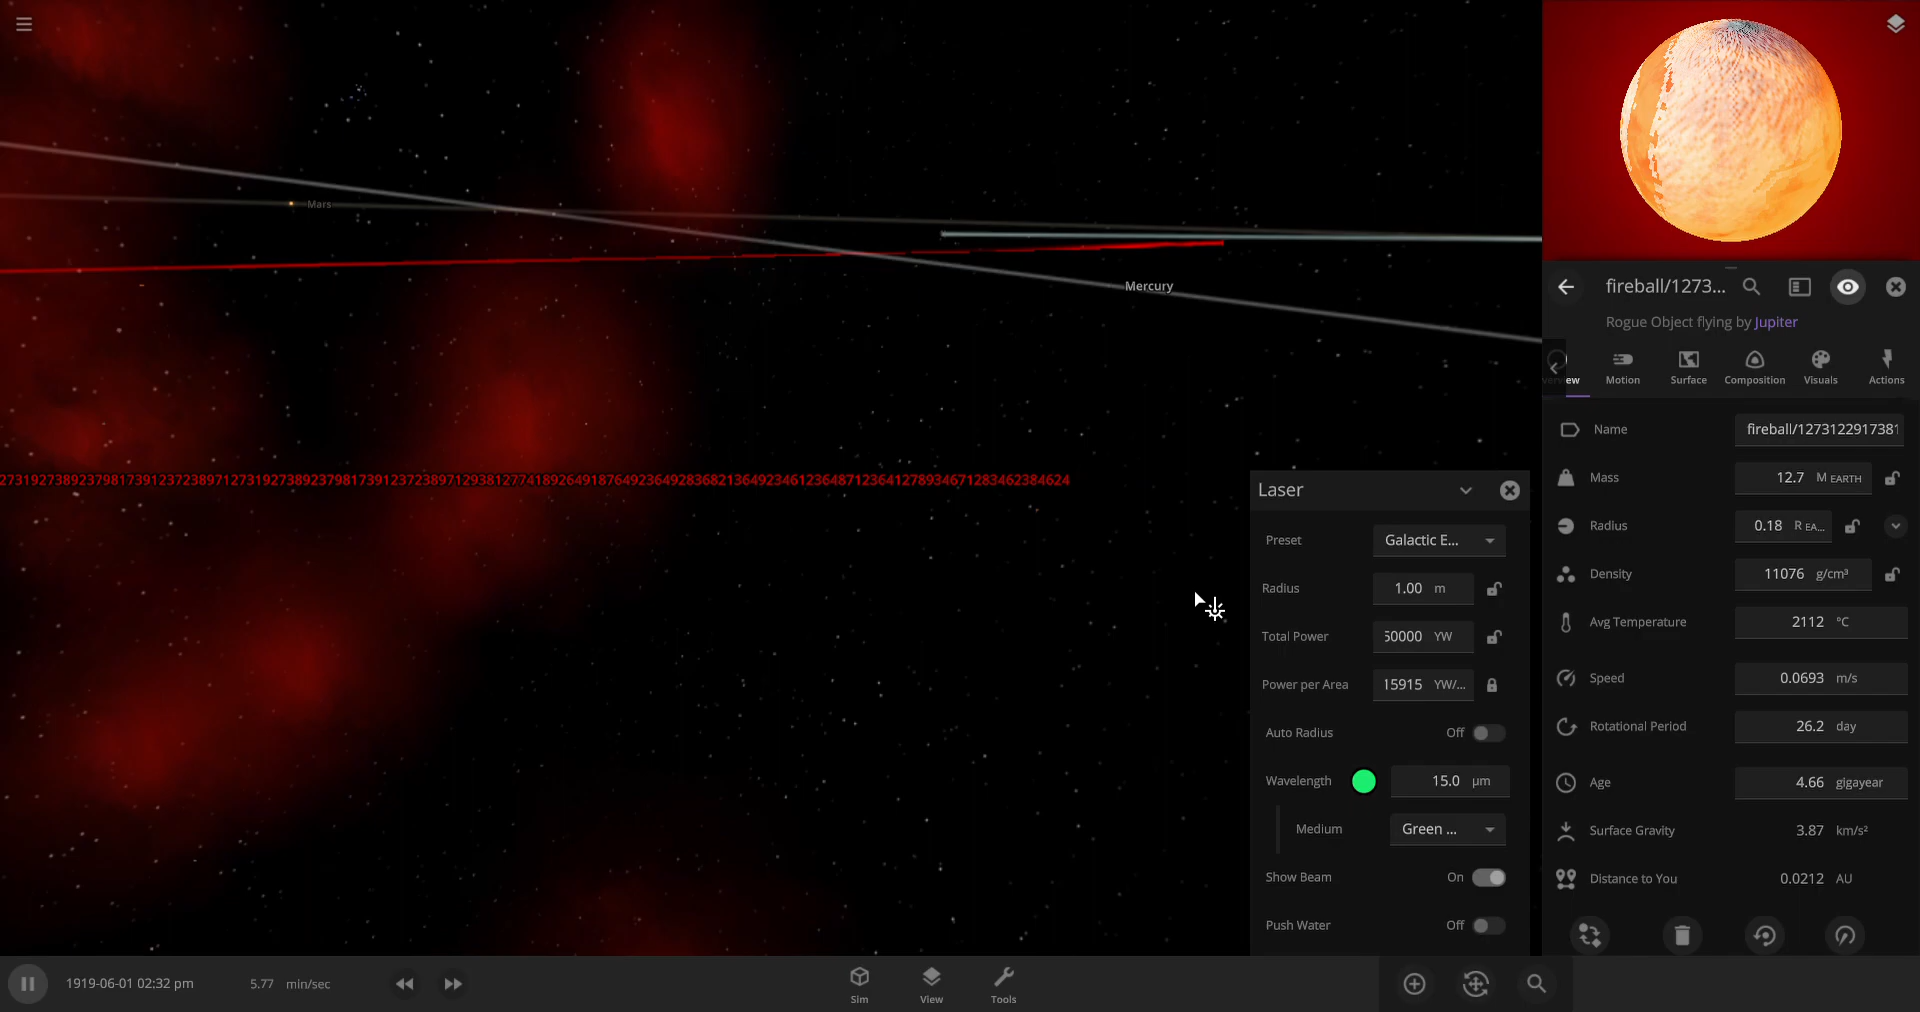 Mars
Mercury
2731927389237981739123723897127319273892379817391237238971293812774189264918764923649283682136492346123648712364127893467128346238​4624
Laser
Preset Galactic E...
Radius 1.00 m
Total Power 50000 YW
Power per Area 15915 YW/...
Auto Radius Off
Wavelength 15.0 µm
Medium Green ...
Show Beam On
Push Water Off
fireball/1273...
Rogue Object flying by Jupiter
Motion Surface Composition Visuals Actions
Name fireball/1273122917381
Mass 12.7 M EARTH
Radius 0.18 R EA...
Density 11076 g/cm³
Avg Temperature 2112 °C
Speed 0.0693 m/s
Rotational Period 26.2 day
Age 4.66 gigayear
Surface Gravity 3.87 km/s²
Distance to You 0.0212 AU
1919-06-01 02:32 pm 5.77 min/sec
Sim View Tools